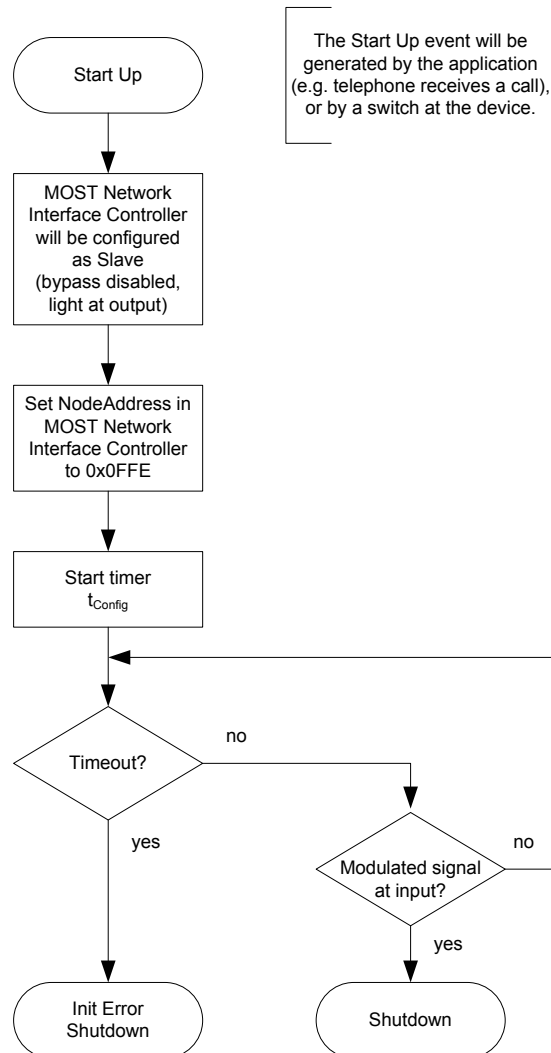 Start Up
The Start Up event will be
generated by the application
(e.g. telephone receives a call),
or by a switch at the device.
MOST Network
Interface Controller
will be configured
as Slave
(bypass disabled,
light at output)
Set NodeAddress in
MOST Network
Interface Controller
to 0x0FFE
Start timer
tConfig
Timeout?
no
yes
Modulated signal
at input?
no
yes
Init Error
Shutdown
Shutdown